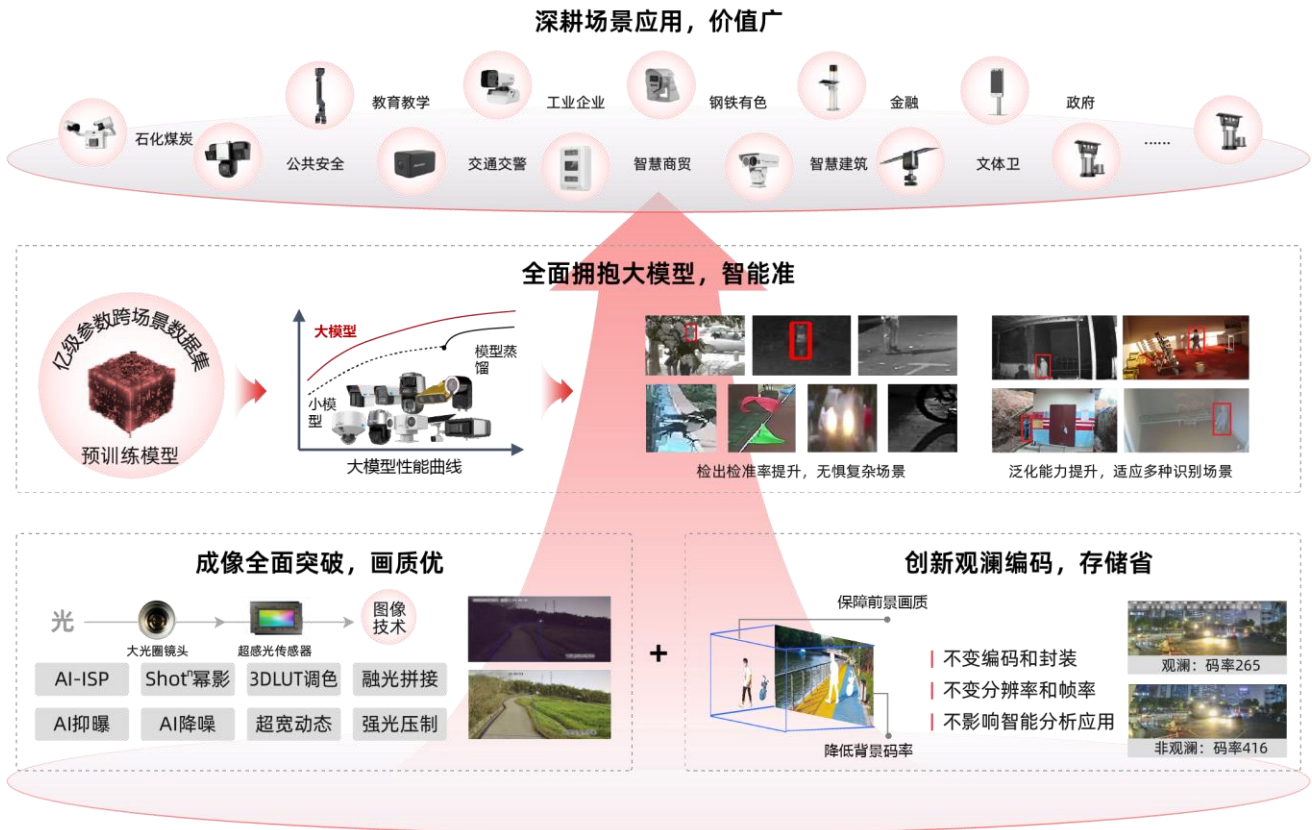 深耕场景应用，价值广
教育教学
工业企业
钢铁有色
金融
政府
石化煤炭
公共安全
交通交警
智慧商贸
智慧建筑
文体卫
......
全面拥抱大模型，智能准
亿级参数跨场景数据集
预训练模型
大模型
模型蒸
馏
小模
型
大模型性能曲线
检出检准率提升，无惧复杂场景
泛化能力提升，适应多种识别场景
成像全面突破，画质优
光
大光圈镜头
超感光传感器
图像
技术
AI-ISP
Shotⁿ幂影
3DLUT调色
融光拼接
AI抑曝
AI降噪
超宽动态
强光压制
+
创新观澜编码，存储省
保障前景画质
降低背景码率
不变编码和封装
不变分辨率和帧率
不影响智能分析应用
观澜：码率265
非观澜：码率416